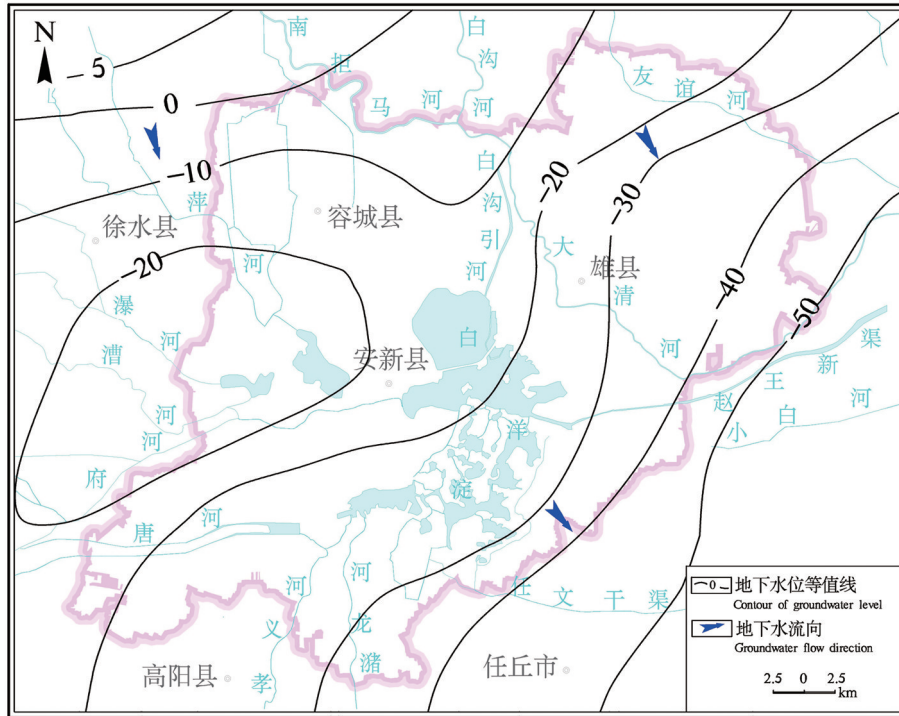 N
南
拒
马
河
白
沟
河
友
谊
河
-5
0
-10
-20
-30
白
沟
引
河
萍
河
容城县
徐水县
-20
大
清
河
雄县
-40
-50
瀑
河
漕
河
安新县
白
洋
淀
赵
王
新
渠
小
白
河
府
河
唐
河
任
文
干
渠
孝
义
河
龙
河
潴
高阳县
任丘市
0 地下水位等值线
Contour of groundwater level
地下水流向
Groundwater flow direction
2.5 0 2.5
km